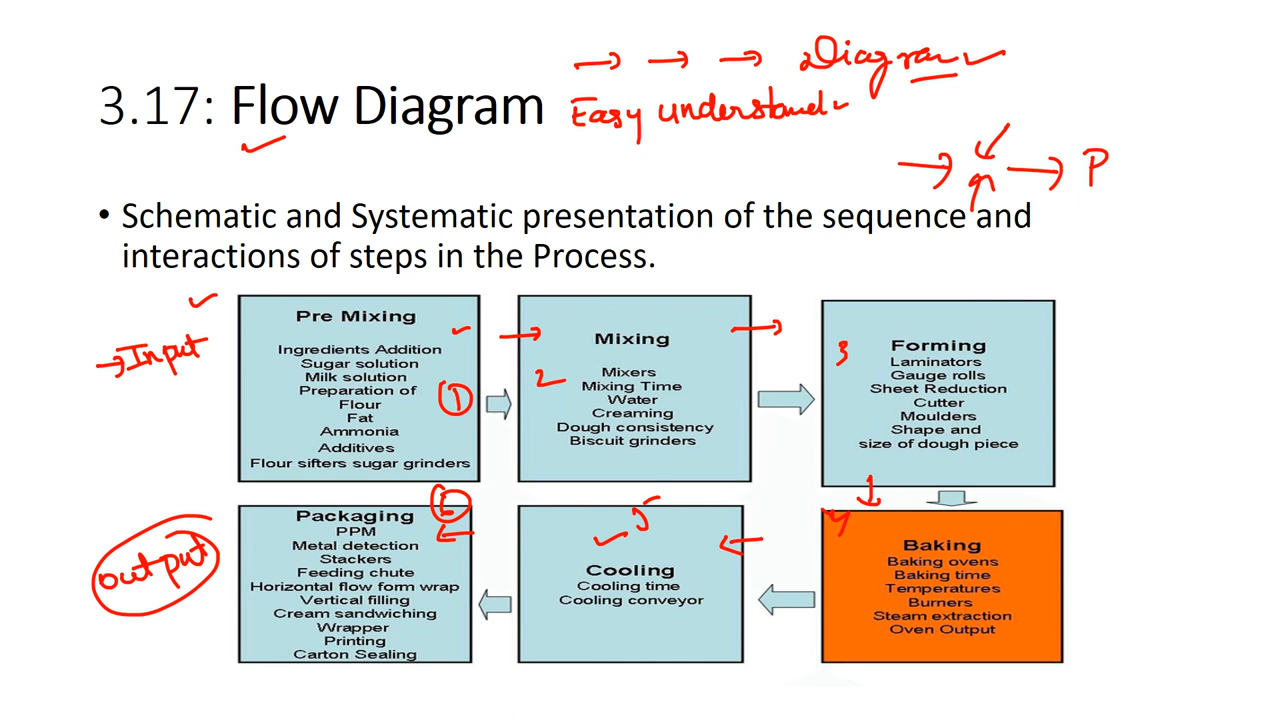 Diagram
3.17: Flow Diagram
Easy understand
P
• Schematic and Systematic presentation of the sequence and
interactions of steps in the Process.
Input
Pre Mixing
Ingredients Addition
Sugar solution
Milk solution
Preparation of
Flour
Fat
Ammonia
Additives
Flour sifters sugar grinders
1
Mixing
2
Mixers
Mixing Time
Water
Creaming
Dough consistency
Biscuit grinders
3
Forming
Laminators
Gauge rolls
Sheet Reduction
Cutter
Moulders
Shape and
size of dough piece
4
Baking
Baking ovens
Baking time
Temperatures
Burners
Steam extraction
Oven Output
5
Cooling
Cooling time
Cooling conveyor
Packaging
PPM
Metal detection
Stackers
Feeding chute
Horizontal flow form wrap
Vertical filling
Cream sandwiching
Wrapper
Printing
Carton Sealing
output